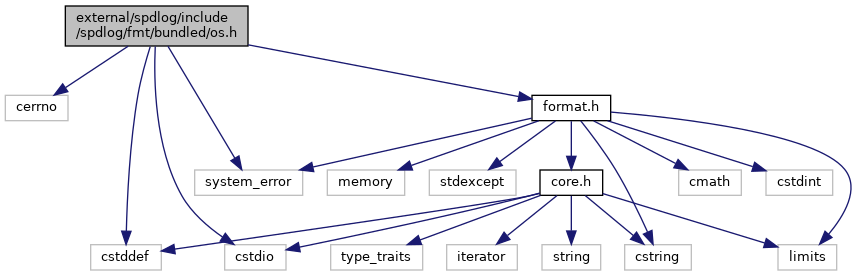 external/spdlog/include
/spdlog/fmt/bundled/os.h
cerrno
format.h
system_error
memory
stdexcept
core.h
cmath
cstdint
cstddef
cstdio
type_traits
iterator
string
cstring
limits